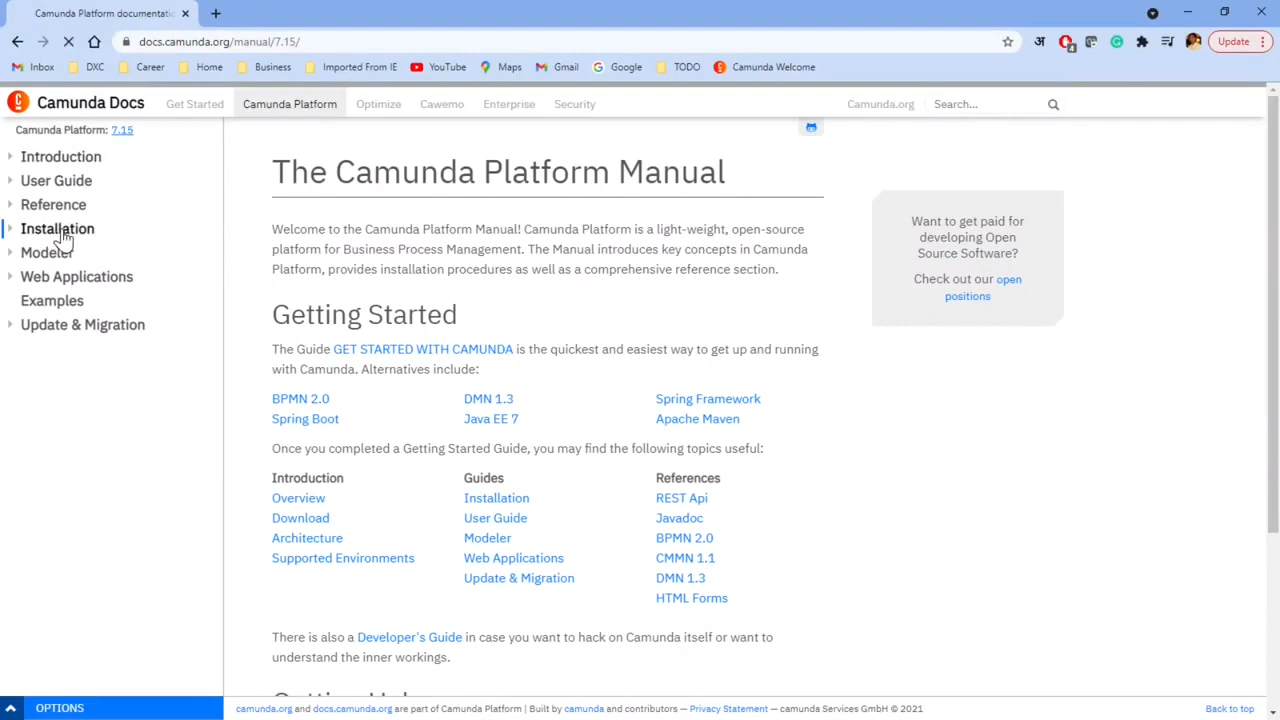 Camunda Platform documentatio
docs.camunda.org/manual/7.15/
अ
4
Update
Inbox
DXC
Career
Home
Business
Imported From IE
YouTube
Maps
Gmail
Google
TODO
Camunda Welcome
Camunda Docs
Get Started
Camunda Platform
Optimize
Cawemo
Enterprise
Security
Camunda.org
Search...
Camunda Platform: 7.15
Introduction
User Guide
Reference
Installation
Modeler
Web Applications
Examples
Update & Migration
The Camunda Platform Manual
Welcome to the Camunda Platform Manual! Camunda Platform is a light-weight, open-source
platform for Business Process Management. The Manual introduces key concepts in Camunda
Platform, provides installation procedures as well as a comprehensive reference section.
Getting Started
The Guide GET STARTED WITH CAMUNDA is the quickest and easiest way to get up and running
with Camunda. Alternatives include:
BPMN 2.0 DMN 1.3 Spring Framework
Spring Boot Java EE 7 Apache Maven
Once you completed a Getting Started Guide, you may find the following topics useful:
Introduction Guides References
Overview Installation REST Api
Download User Guide Javadoc
Architecture Modeler BPMN 2.0
Supported Environments Web Applications CMMN 1.1
Update & Migration DMN 1.3
HTML Forms
There is also a Developer's Guide in case you want to hack on Camunda itself or want to
understand the inner workings.
Want to get paid for
developing Open
Source Software?
Check out our open
positions
OPTIONS
camunda.org and docs.camunda.org are part of Camunda Platform | Built by camunda and contributors — Privacy Statement — camunda Services GmbH © 2021
Back to top